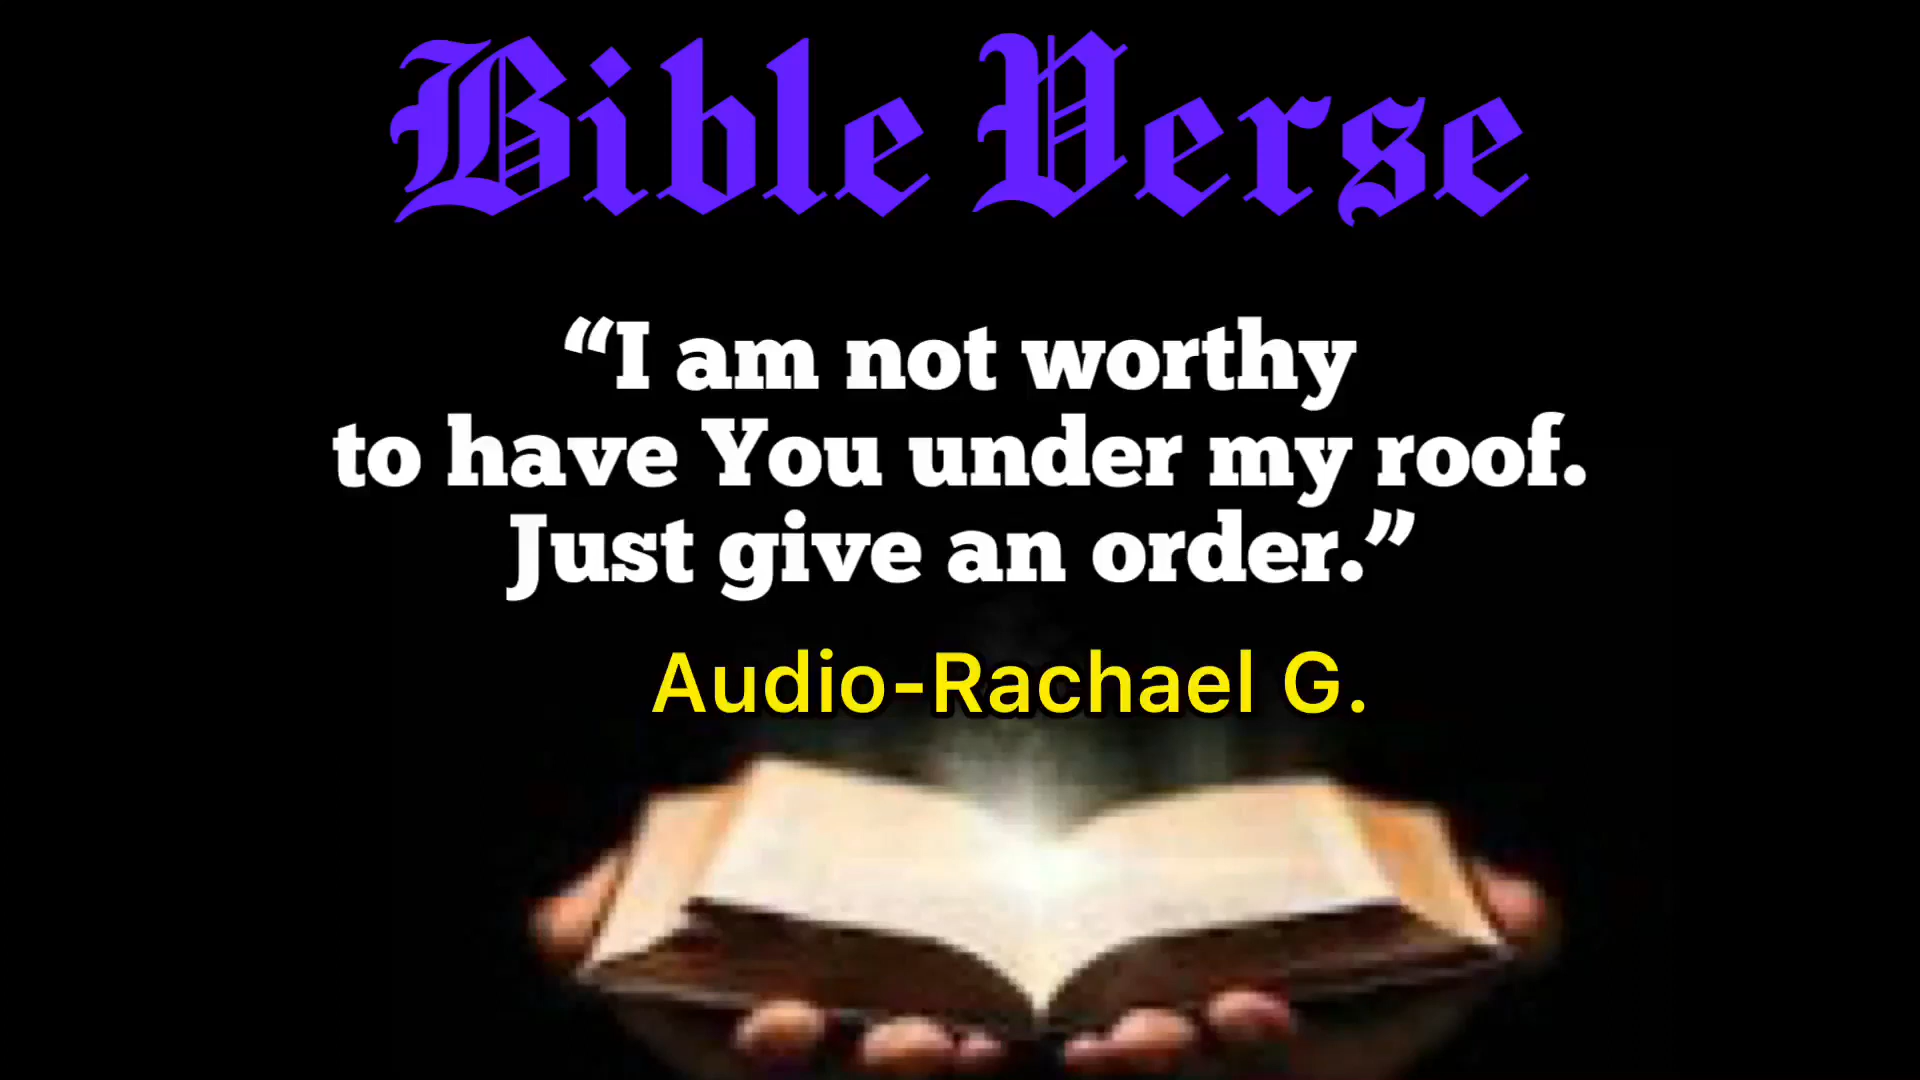 Bible Verse
“I am not worthy
to have You under my roof.
Just give an order.”
Audio-Rachael G.